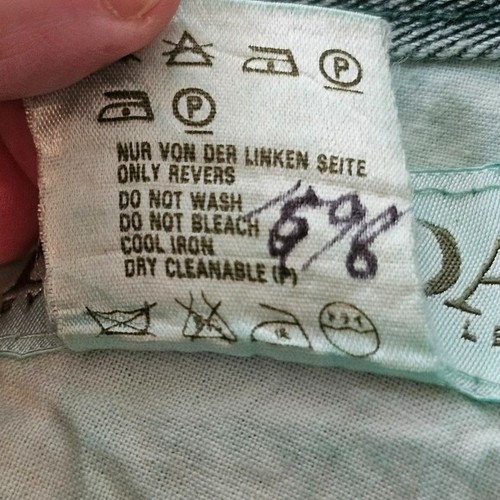 P
P
NUR VON DER LINKEN SEITE
ONLY REVERS
DO NOT WASH
DO NOT BLEACH
COOL IRON
DRY CLEANABLE (P)